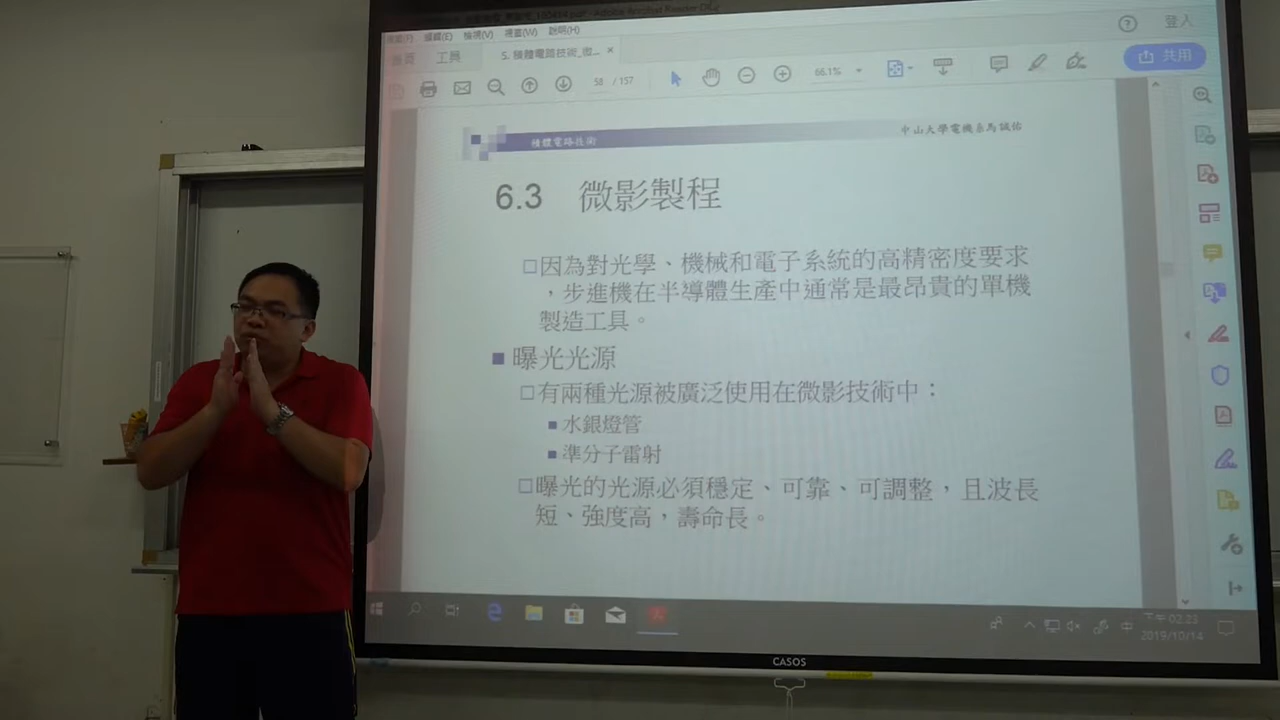 Adobe Acrobat Reader DC
編輯(E) 檢視(V) 視窗(W) 說明(H)
登入
首頁 工具 5. 積體電路技術_微... ×
58 / 157 66.1% 共用
積體電路技術 中山大學電機系馬誠佑
6.3 微影製程
□因為對光學、機械和電子系統的高精密度要求
，步進機在半導體生產中通常是最昂貴的單機
製造工具。
■ 曝光光源
□有兩種光源被廣泛使用在微影技術中：
■ 水銀燈管
■ 準分子雷射
□曝光的光源必須穩定、可靠、可調整，且波長
短、強度高，壽命長。
中 下午 02:23
2019/10/14
CASOS